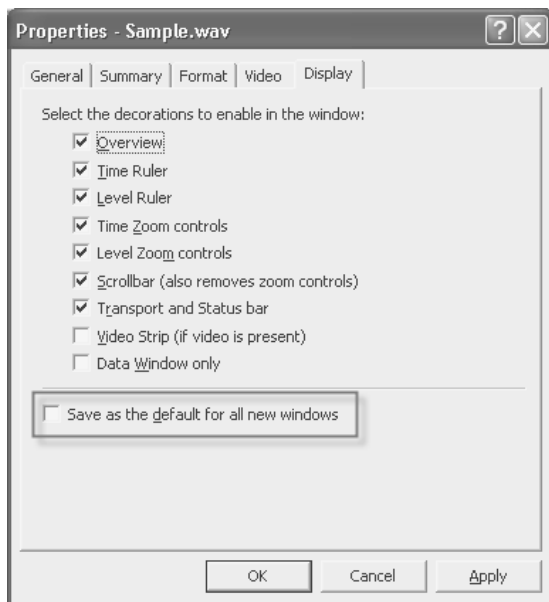 Properties - Sample.wav
General Summary Format Video Display
Select the decorations to enable in the window:
Overview
Time Ruler
Level Ruler
Time Zoom controls
Level Zoom controls
Scrollbar (also removes zoom controls)
Transport and Status bar
Video Strip (if video is present)
Data Window only
Save as the default for all new windows
OK Cancel Apply